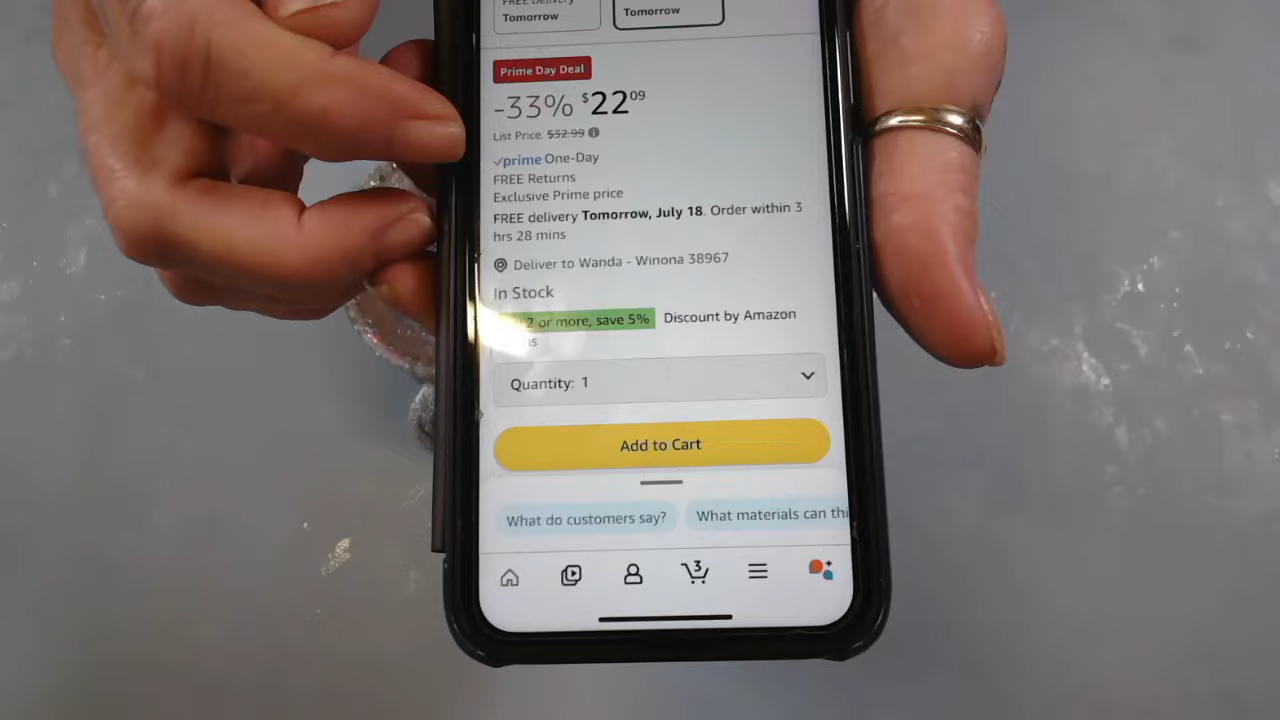 FREE Delivery
Tomorrow
Tomorrow
Prime Day Deal
-33% $22 09
List Price: $32.99
prime One-Day
FREE Returns
Exclusive Prime price
FREE delivery Tomorrow, July 18. Order within 3
hrs 28 mins
Deliver to Wanda - Winona 38967
In Stock
2 or more, save 5% Discount by Amazon
Quantity: 1
Add to Cart
What do customers say? What materials can thi
3